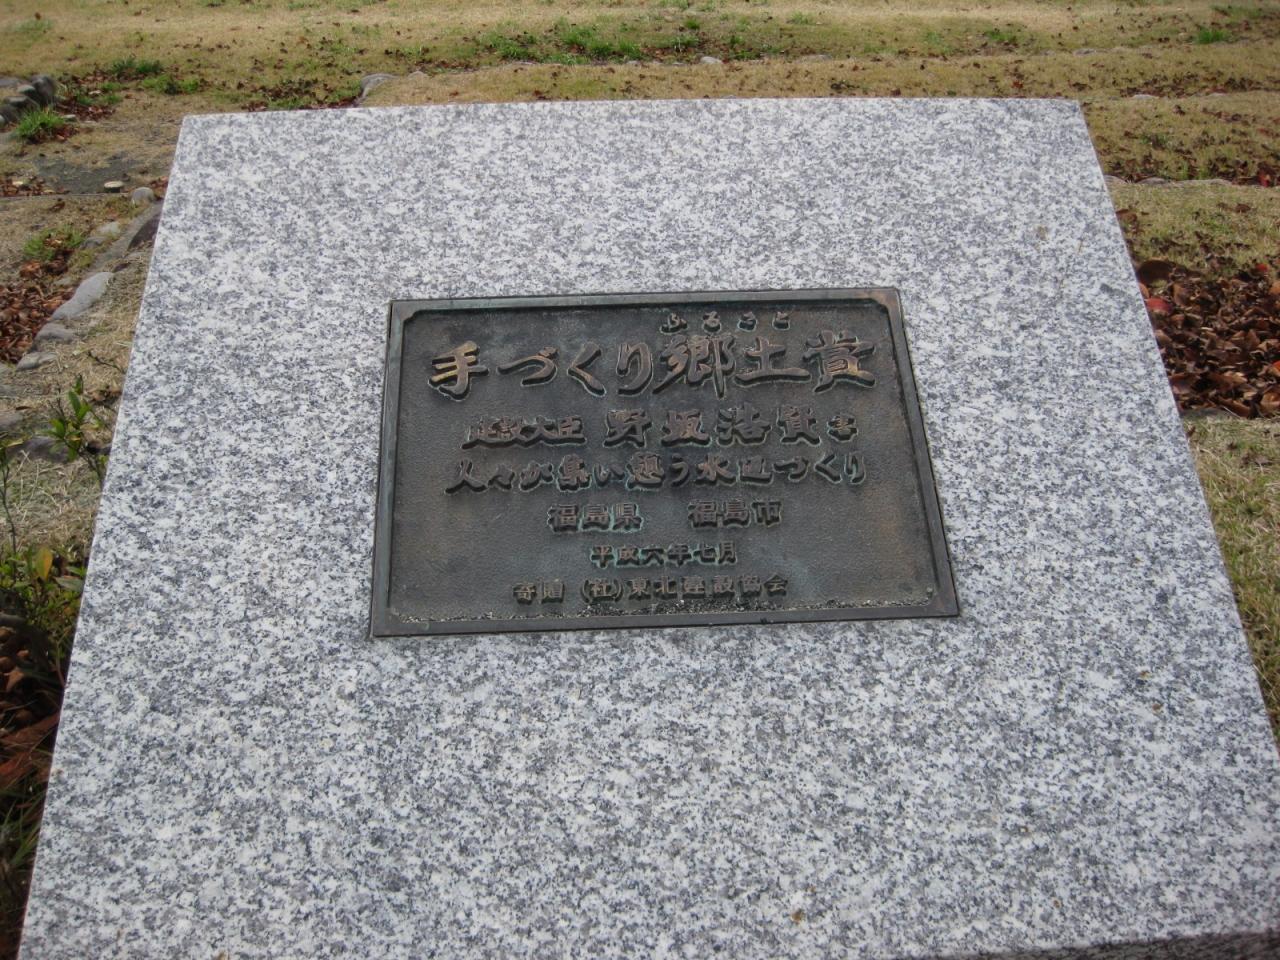 ふるさと
手づくり郷土賞
建設大臣 野坂浩賢書
人々が集い憩う水辺づくり
福島県 福島市
平成六年七月
寄贈 (社)東北建設協会